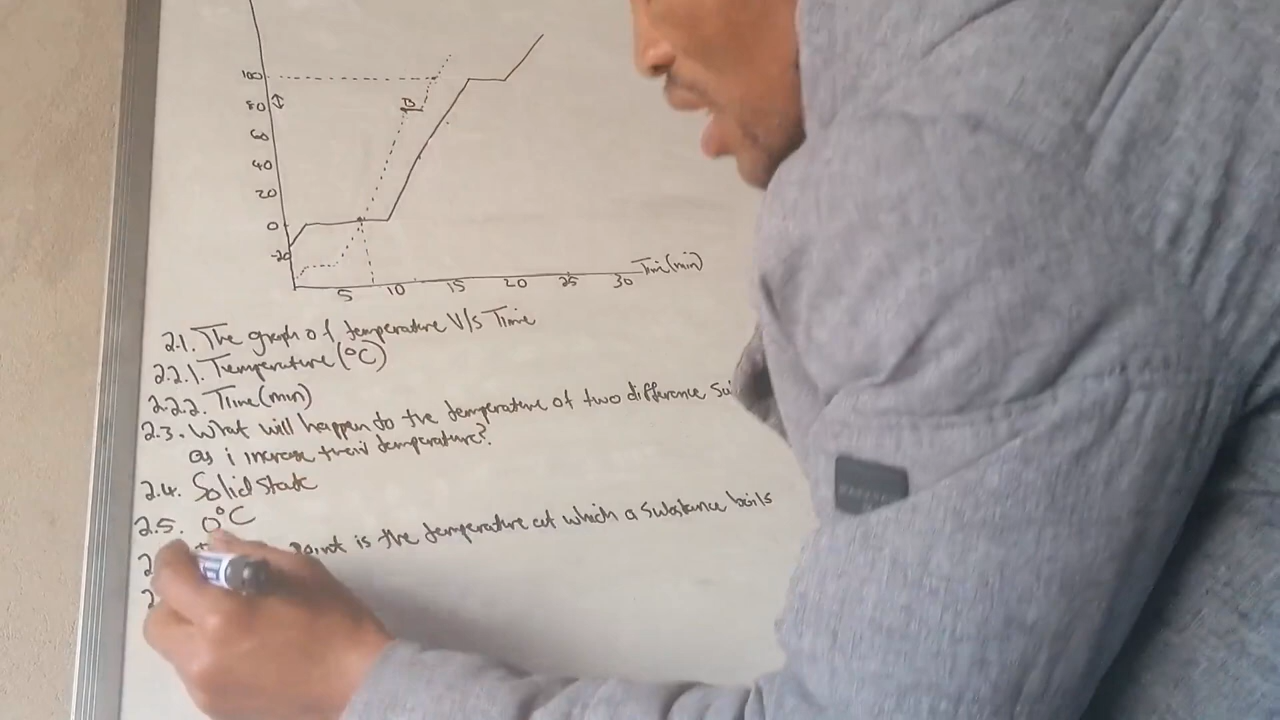 100
80
B
60
40
20
0
-20
5 10 15 20 25 30 Time(min)
2.1. The graph of temperature V/s Time
2.2.1. Temperature (°C)
2.2.2. Time (min)
2.3. What will happen to the temperature of two difference
as i increase their temperature?
2.4. Solid state
2.5. 0°C
2. point is the temperature at which a substance boils
2